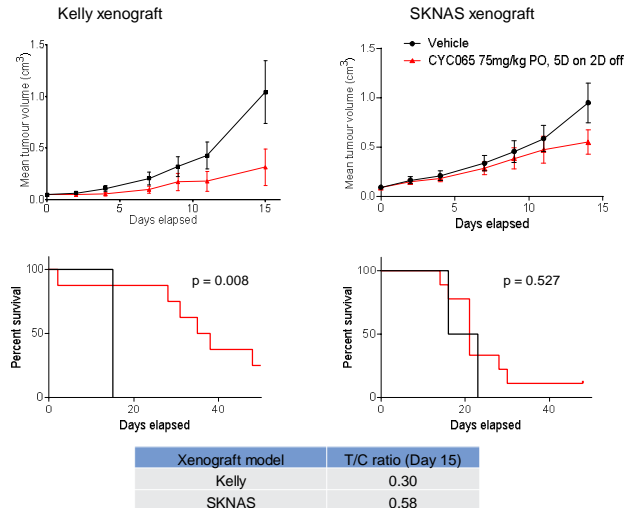 Kelly xenograft
SKNAS xenograft
Vehicle
CYC065 75mg/kg PO, 5D on 2D off
Mean tumour volume (cm³)
1.5
1.0
0.5
0.0
0 5 10 15
Days elapsed
Mean tumour volume (cm³)
1.5
1.0
0.5
0.0
0 5 10 15
Days elapsed
p = 0.008
Percent survival
100
50
0
0 20 40
Days elapsed
p = 0.527
Percent survival
100
50
0
0 20 40
Days elapsed
Xenograft model T/C ratio (Day 15)
Kelly 0.30
SKNAS 0.58